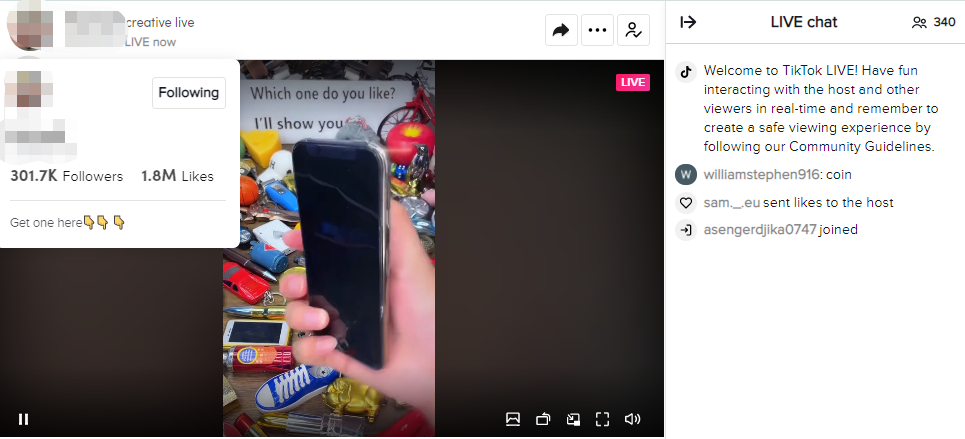 creative live
LIVE now
Following
301.7K Followers 1.8M Likes
Get one here👇👇👇
Which one do you like?
I'll show you
LIVE
LIVE chat
340
Welcome to TikTok LIVE! Have fun
interacting with the host and other
viewers in real-time and remember to
create a safe viewing experience by
following our Community Guidelines.
W
williamstephen916: coin
sam._.eu sent likes to the host
asengerdjika0747 joined